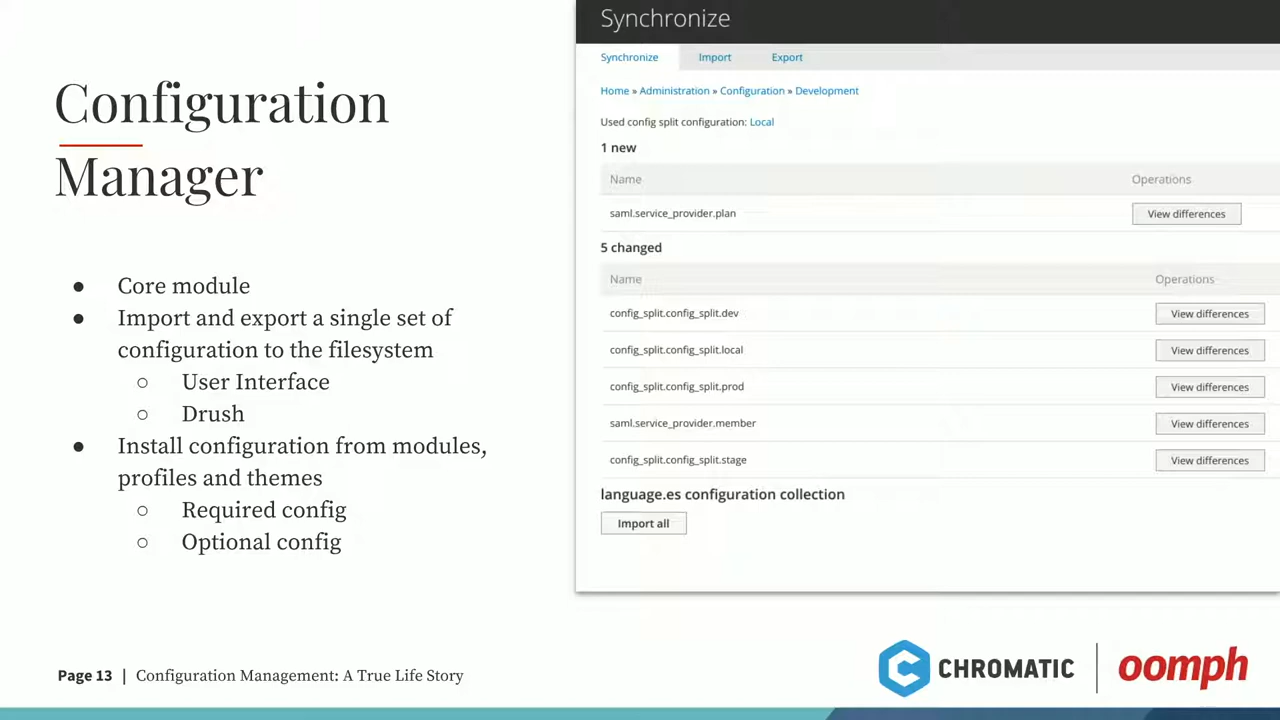 Configuration
Manager
● Core module
● Import and export a single set of
configuration to the filesystem
○ User Interface
○ Drush
● Install configuration from modules,
profiles and themes
○ Required config
○ Optional config
Synchronize
Synchronize Import Export
Home » Administration » Configuration » Development
Used config split configuration: Local
1 new
Name Operations
saml.service_provider.plan View differences
5 changed
Name Operations
config_split.config_split.dev View differences
config_split.config_split.local View differences
config_split.config_split.prod View differences
saml.service_provider.member View differences
config_split.config_split.stage View differences
language.es configuration collection
Import all
Page 13 | Configuration Management: A True Life Story
CHROMATIC | oomph